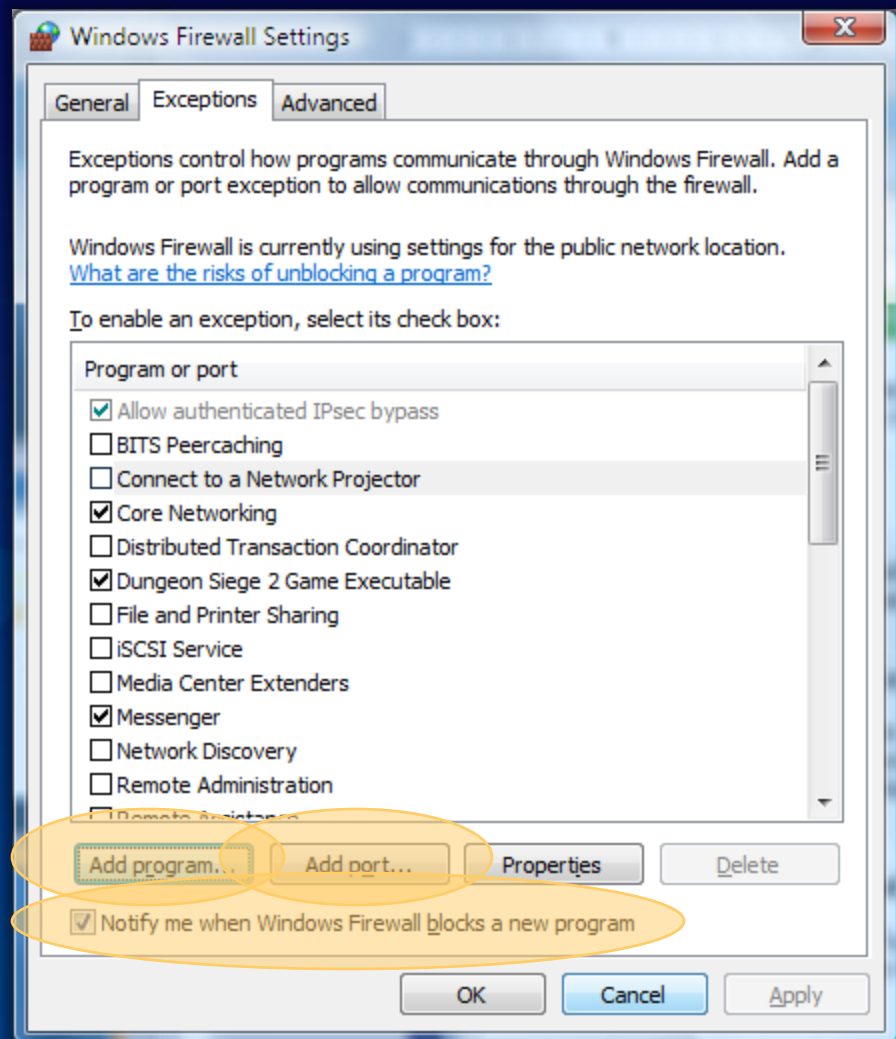 Windows Firewall Settings
General Exceptions Advanced
Exceptions control how programs communicate through Windows Firewall. Add a
program or port exception to allow communications through the firewall.
Windows Firewall is currently using settings for the public network location.
What are the risks of unblocking a program?
To enable an exception, select its check box:
Program or port
Allow authenticated IPsec bypass
BITS Peercaching
Connect to a Network Projector
Core Networking
Distributed Transaction Coordinator
Dungeon Siege 2 Game Executable
File and Printer Sharing
iSCSI Service
Media Center Extenders
Messenger
Network Discovery
Remote Administration
Remote Assistance
Add program... Add port... Properties Delete
Notify me when Windows Firewall blocks a new program
OK Cancel Apply